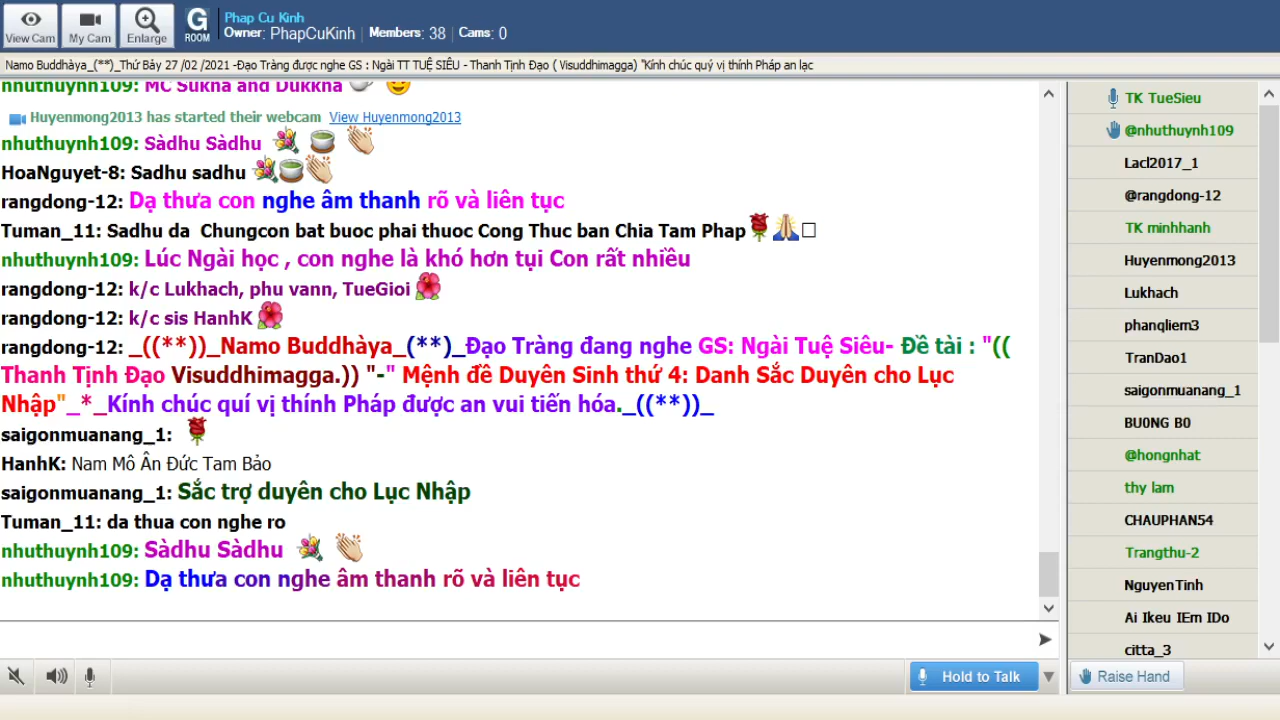 View Cam
My Cam
Enlarge
G
ROOM
Phap Cu Kinh
Owner: PhapCuKinh | Members: 38 | Cams: 0
Namo Buddhàya_(**)_Thứ Bảy 27 /02 /2021 -Đạo Tràng được nghe GS : Ngài TT TUỆ SIÊU - Thanh Tịnh Đạo ( Visuddhimagga) "Kính chúc quý vị thính Pháp an lạc
nhuthuynh109: MC Sukha and Dukkha
Huyenmong2013 has started their webcam View Huyenmong2013
nhuthuynh109: Sàdhu Sàdhu
HoaNguyet-8: Sadhu sadhu
rangdong-12: Dạ thưa con nghe âm thanh rõ và liên tục
Tuman_11: Sadhu da Chungcon bat buoc phai thuoc Cong Thuc ban Chia Tam Phap
nhuthuynh109: Lúc Ngài học , con nghe là khó hơn tụi Con rất nhiều
rangdong-12: k/c Lukhach, phu vann, TueGioi
rangdong-12: k/c sis HanhK
rangdong-12: _((**))_Namo Buddhàya_(**)_Đạo Tràng đang nghe GS: Ngài Tuệ Siêu- Đề tài : "((
Thanh Tịnh Đạo Visuddhimagga.)) "-" Mệnh đề Duyên Sinh thứ 4: Danh Sắc Duyên cho Lục
Nhập"_*_Kính chúc quí vị thính Pháp được an vui tiến hóa._((**))_
saigonmuanang_1:
HanhK: Nam Mô Ân Đức Tam Bảo
saigonmuanang_1: Sắc trợ duyên cho Lục Nhập
Tuman_11: da thua con nghe ro
nhuthuynh109: Sàdhu Sàdhu
nhuthuynh109: Dạ thưa con nghe âm thanh rõ và liên tục
Hold to Talk
TK TueSieu
@nhuthuynh109
Lacl2017_1
@rangdong-12
TK minhhanh
Huyenmong2013
Lukhach
phanqliem3
TranDao1
saigonmuanang_1
BU0NG B0
@hongnhat
thy lam
CHAUPHAN54
Trangthu-2
NguyenTinh
Ai Ikeu IEm IDo
citta_3
Raise Hand